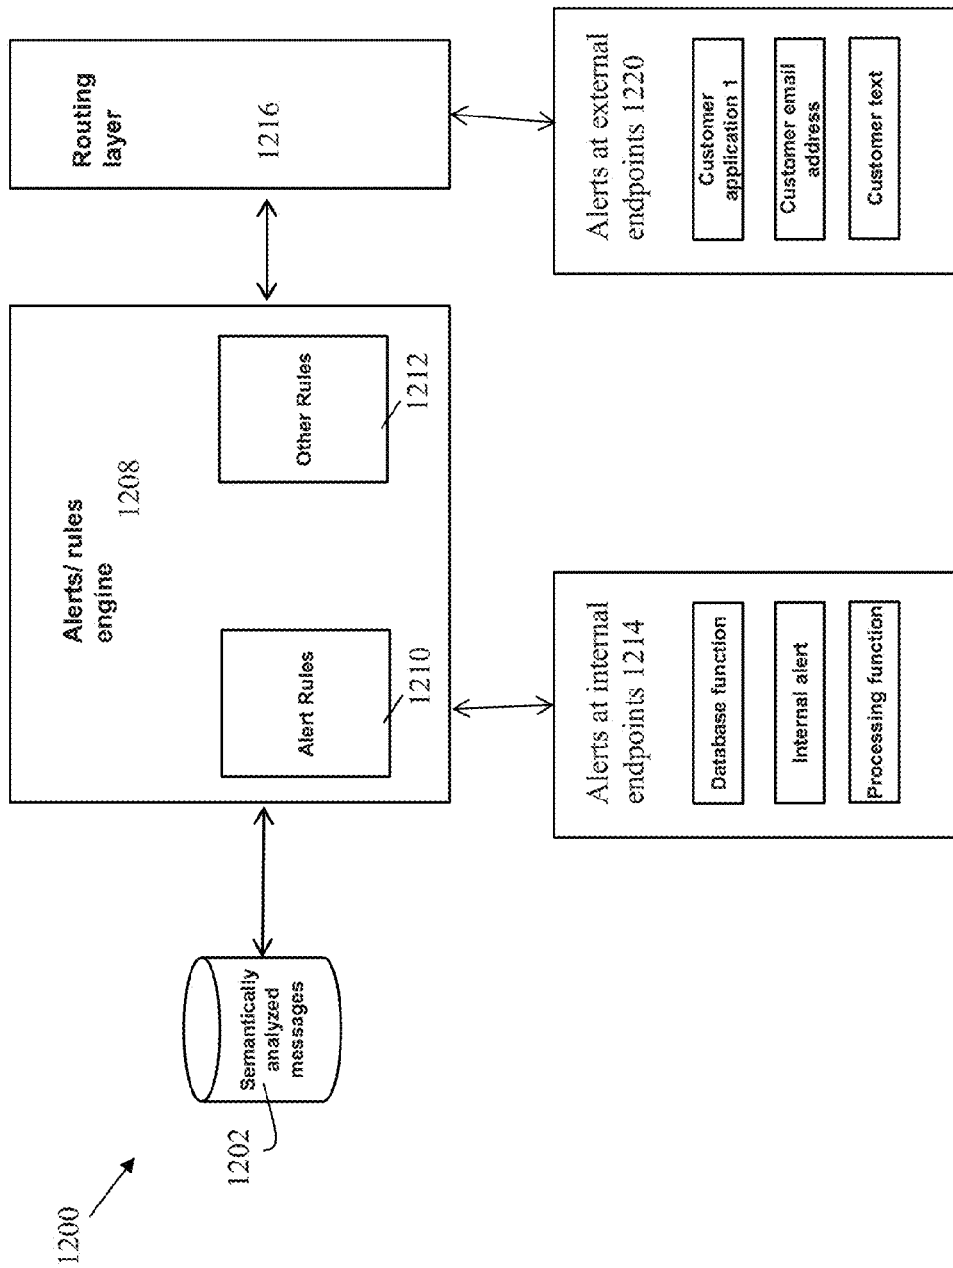 1200
Semantically
analyzed
messages
1202
Alerts/ rules
engine
1208
Alert Rules
1210
Other Rules
1212
Routing
layer
1216
Alerts at internal
endpoints 1214
Database function
Internal alert
Processing function
Alerts at external
endpoints 1220
Customer
application 1
Customer email
address
Customer text